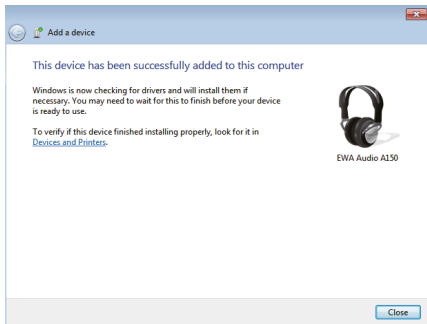 Add a device
This device has been successfully added to this computer
Windows is now checking for drivers and will install them if
necessary. You may need to wait for this to finish before your device
is ready to use.
To verify if this device finished installing properly, look for it in
Devices and Printers.
EWA Audio A150
Close